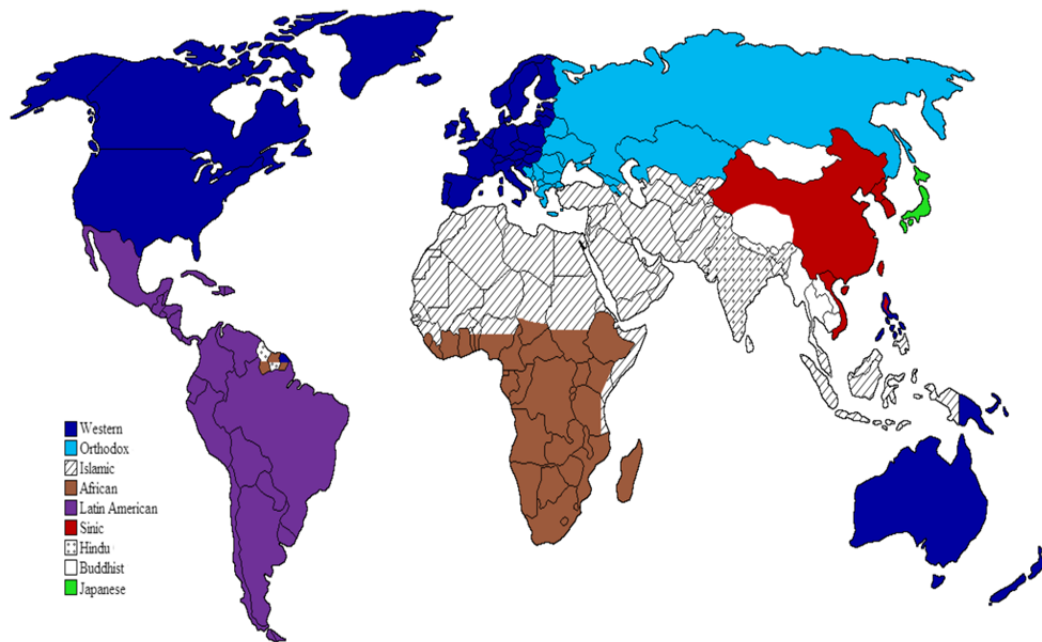 Western
Orthodox
Islamic
African
Latin American
Sinic
Hindu
Buddhist
Japanese